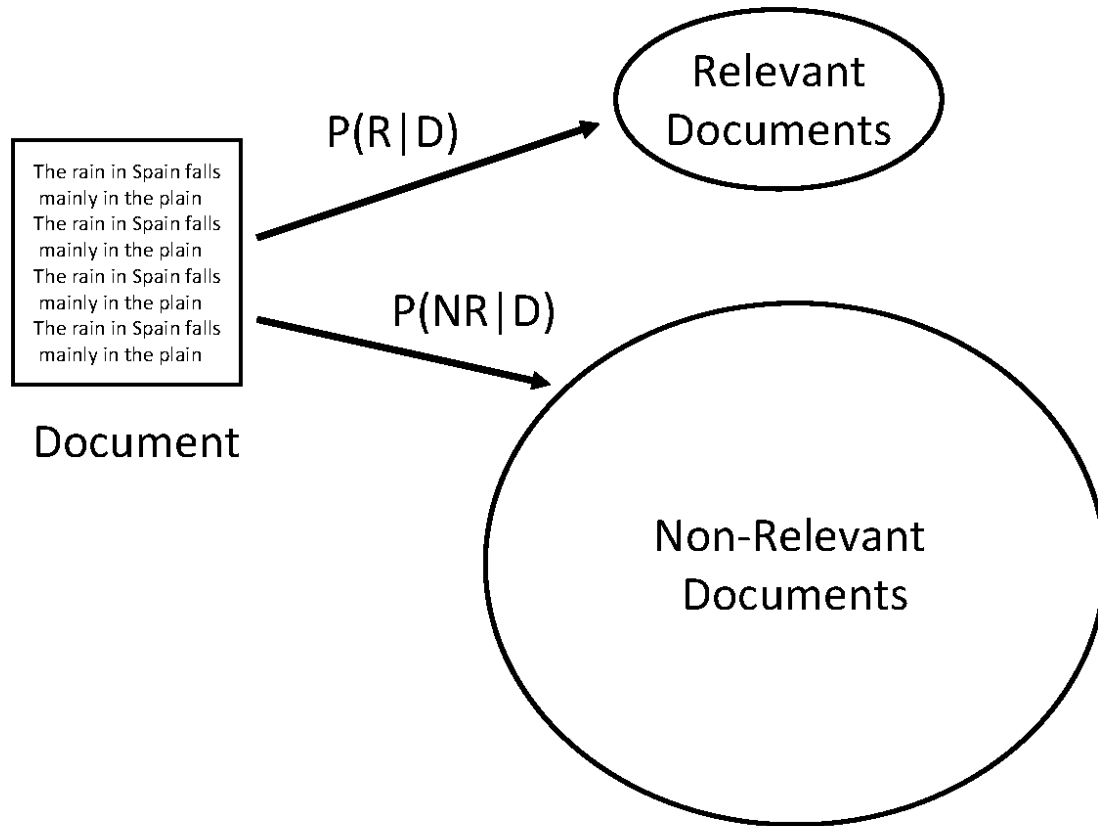 Relevant
Documents
P(R|D)
The rain in Spain falls
mainly in the plain
The rain in Spain falls
mainly in the plain
The rain in Spain falls
mainly in the plain
The rain in Spain falls
mainly in the plain
P(NR|D)
Document
Non-Relevant
Documents